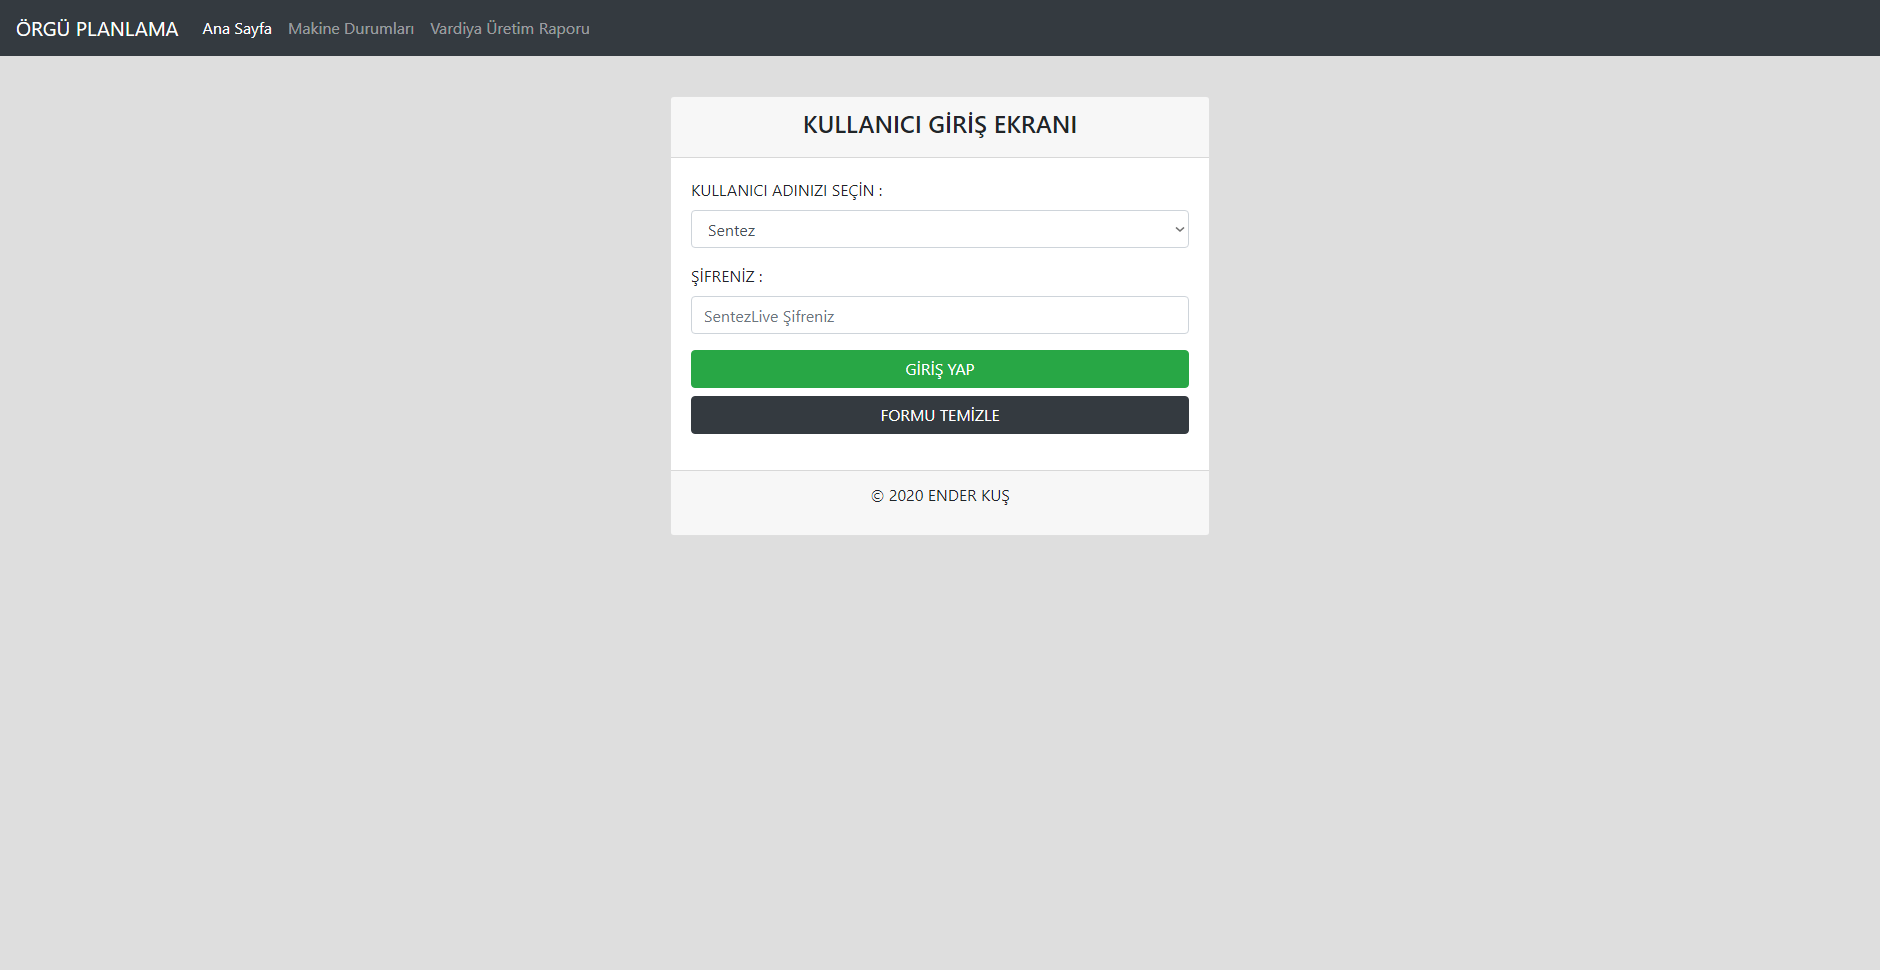 ÖRGÜ PLANLAMA Ana Sayfa Makine Durumları Vardiya Üretim Raporu
KULLANICI GİRİŞ EKRANI
KULLANICI ADINIZI SEÇİN :
Sentez
ŞİFRENİZ :
SentezLive Şifreniz
GİRİŞ YAP
FORMU TEMİZLE
© 2020 ENDER KUŞ